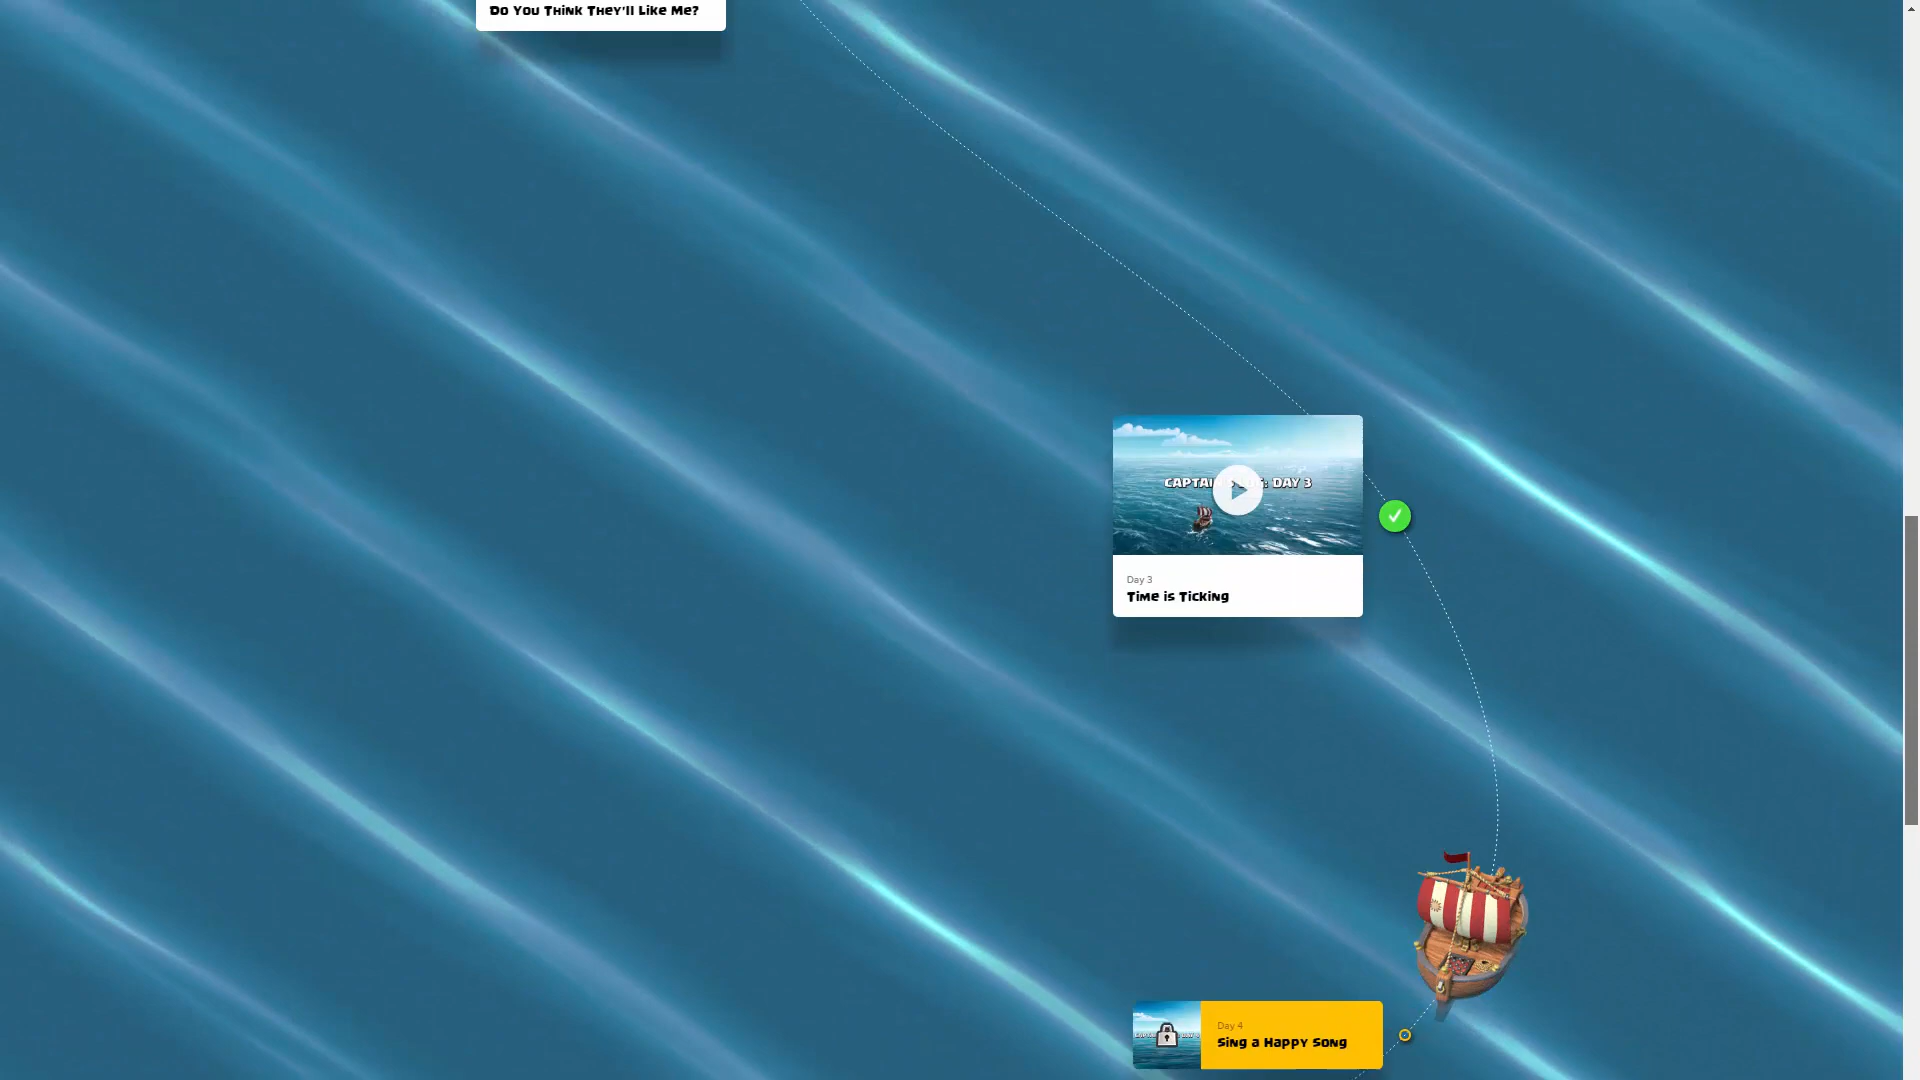 Do You Think They'll Like Me?
CAPTAIN'S LOG: DAY 3
Day 3
Time is Ticking
Day 4
Sing a Happy Song